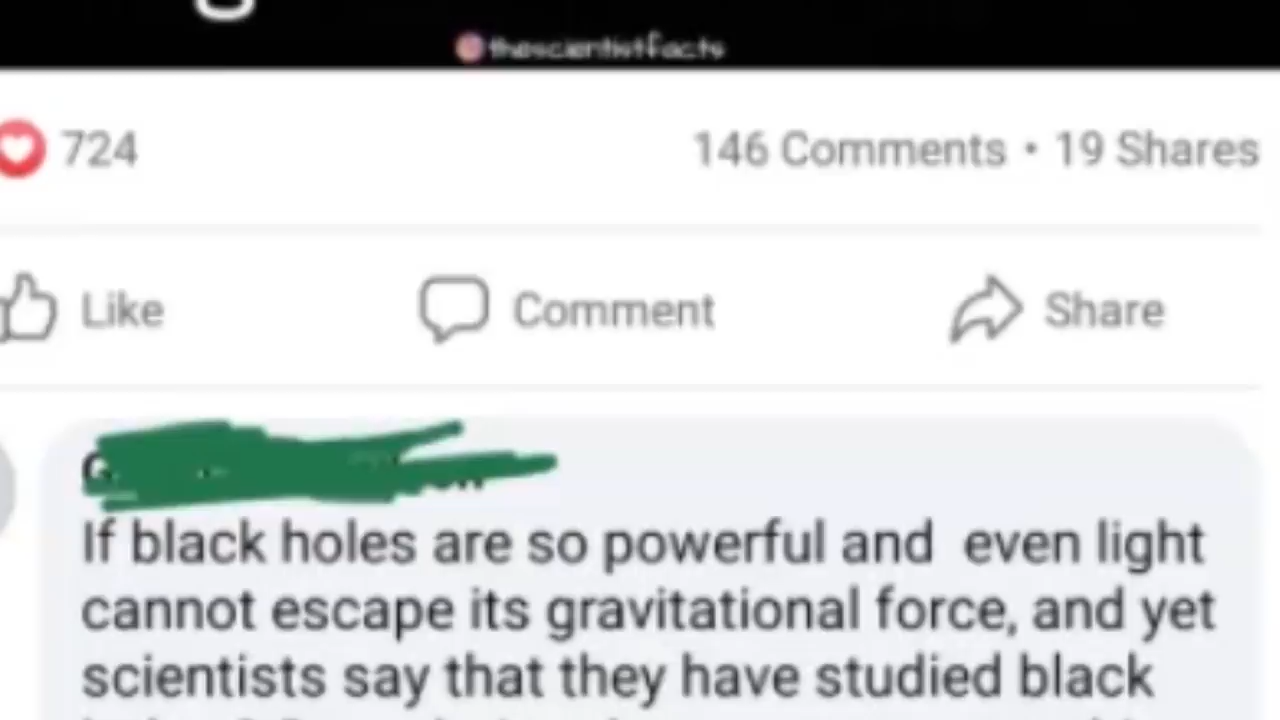 @thescientistfacts
724
146 Comments • 19 Shares
Like
Comment
Share
If black holes are so powerful and even light
cannot escape its gravitational force, and yet
scientists say that they have studied black